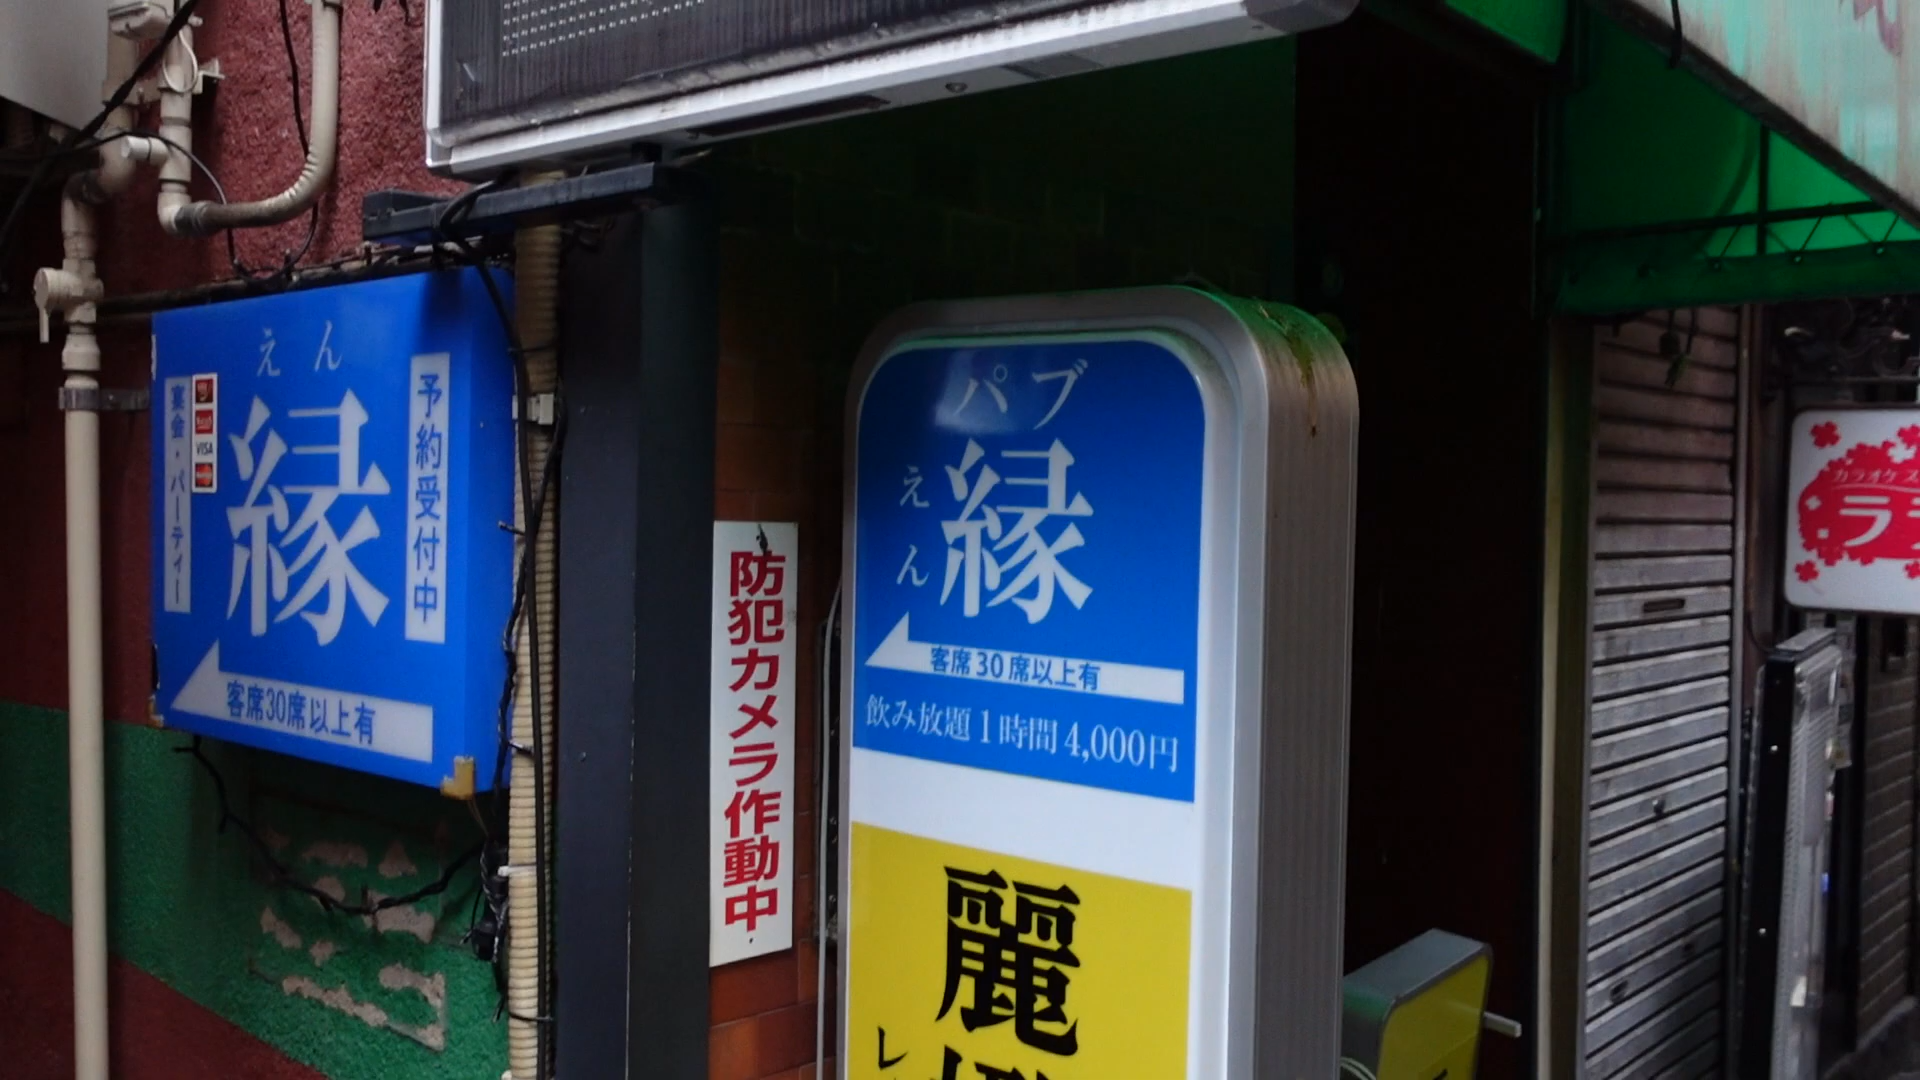 えん
縁
予約受付中
宴会・パーティー
VISA
客席30席以上有
防犯カメラ作動中
パブ
えん
縁
客席30席以上有
飲み放題1時間4,000円
麗
レ
カラオケ ス
ラ